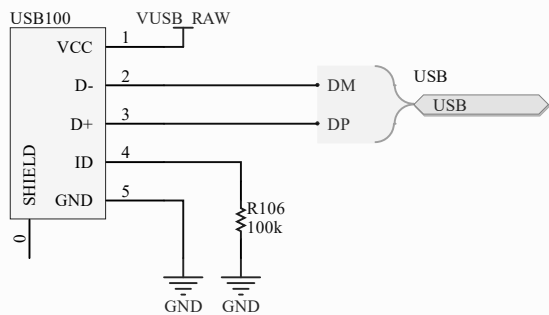 USB100
VUSB_RAW
VCC
1
D-
2
DM
USB
USB
D+
3
DP
ID
4
SHIELD
GND
5
R106
100k
0
GND
GND